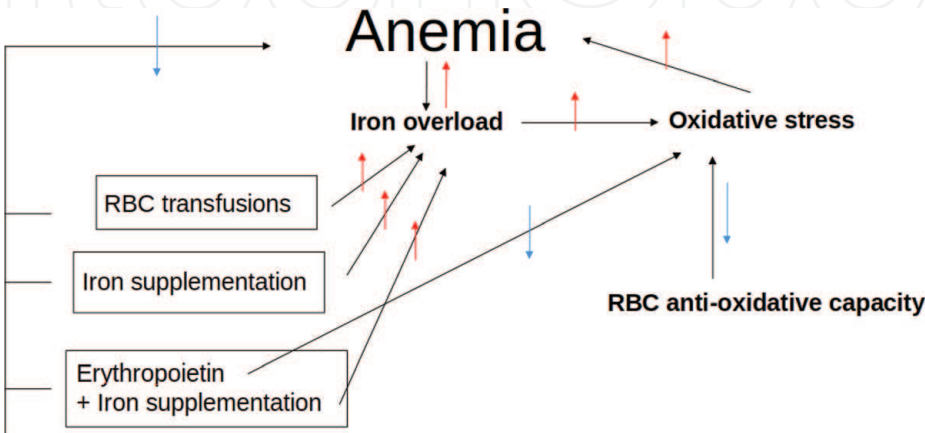 Anemia
Iron overload
Oxidative stress
RBC transfusions
Iron supplementation
RBC anti-oxidative capacity
Erythropoietin
+ Iron supplementation